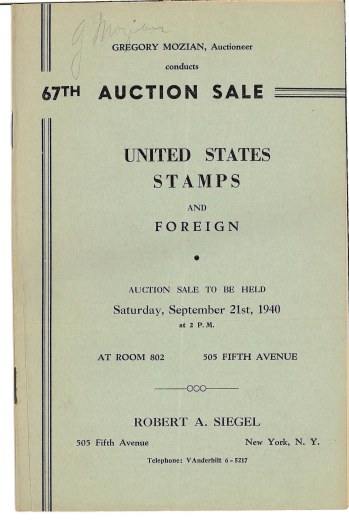 G Mozian
GREGORY MOZIAN, Auctioneer
conducts
67TH AUCTION SALE
UNITED STATES
STAMPS
AND
FOREIGN
AUCTION SALE TO BE HELD
Saturday, September 21st, 1940
at 2 P. M.
AT ROOM 802 505 FIFTH AVENUE
ROBERT A. SIEGEL
505 Fifth Avenue New York, N. Y.
Telephone: VAnderbilt 6-5217